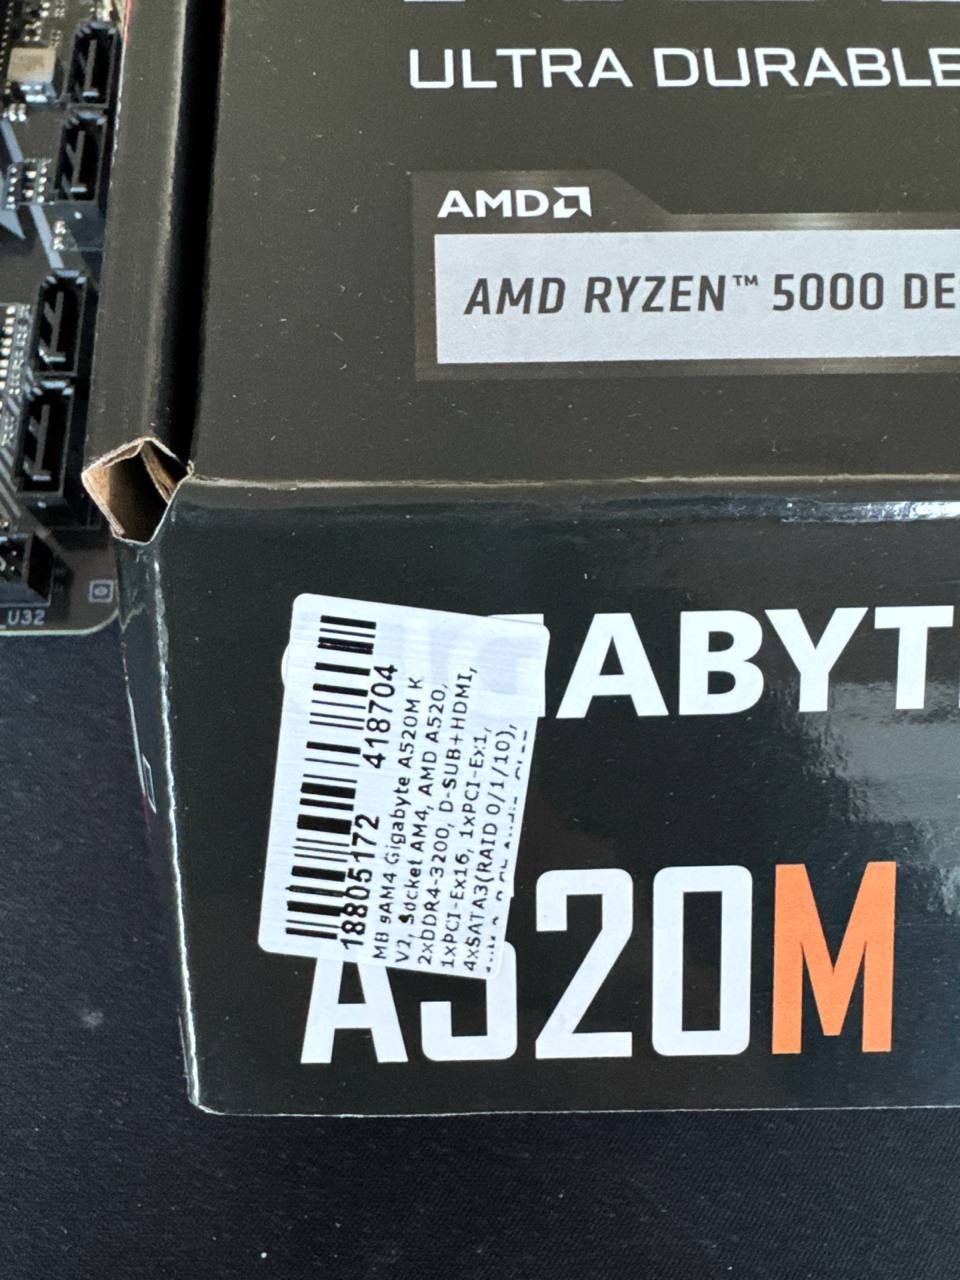 ULTRA DURABLE
AMD
AMD RYZEN™ 5000 DE
U32
ABYT
18805172 418704
MB sAM4 Gigabyte A520M K
V2, Socket AM4, AMD A520,
2xDDR4-3200, D-SUB+HDMI,
1xPCI-Ex16, 1xPCI-Ex1,
4xSATA3(RAID 0/1/10),
A520M